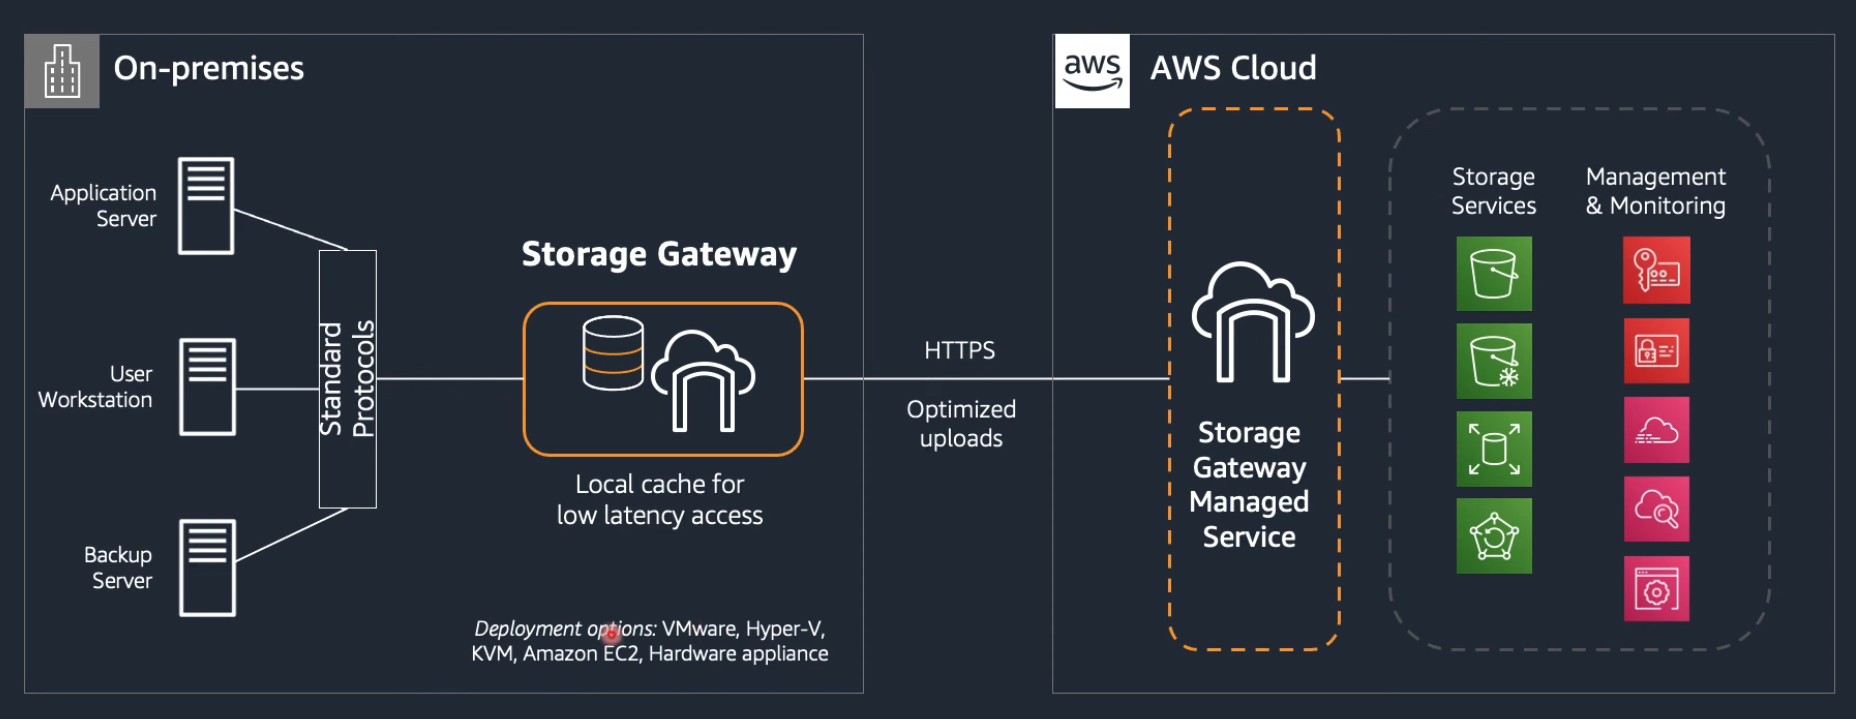 On-premises
Application
Server
User
Workstation
Backup
Server
Standard
Protocols
Storage Gateway
Local cache for
low latency access
Deployment options: VMware, Hyper-V,
KVM, Amazon EC2, Hardware appliance
HTTPS
Optimized
uploads
aws
AWS Cloud
Storage
Gateway
Managed
Service
Storage
Services
Management
& Monitoring